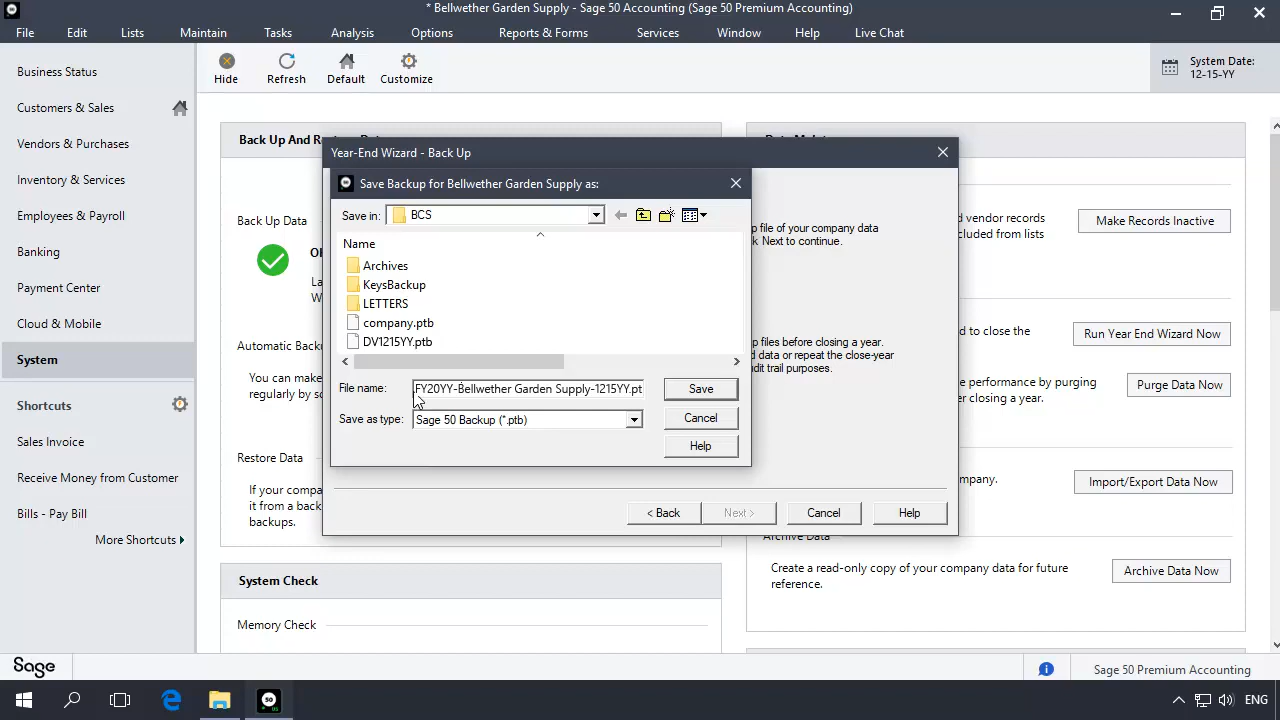 * Bellwether Garden Supply - Sage 50 Accounting (Sage 50 Premium Accounting)
File Edit Lists Maintain Tasks Analysis Options Reports & Forms Services Window Help Live Chat
Business Status
Customers & Sales
Vendors & Purchases
Inventory & Services
Employees & Payroll
Banking
Payment Center
Cloud & Mobile
System
Shortcuts
Sales Invoice
Receive Money from Customer
Bills - Pay Bill
More Shortcuts
Hide Refresh Default Customize
System Date:
12-15-YY
Back Up And
Back Up Data
La
W
Automatic Back
You can make
regularly by sc
Restore Data
If your compa
it from a back
backups.
System Check
Memory Check
Year-End Wizard - Back Up
Save Backup for Bellwether Garden Supply as:
Save in: BCS
Name
Archives
KeysBackup
LETTERS
company.ptb
DV1215YY.ptb
File name: FY20YY-Bellwether Garden Supply-1215YY.pt
Save
Save as type: Sage 50 Backup (*.ptb)
Cancel
Help
p file of your company data
k Next to continue.
p files before closing a year.
d data or repeat the close-year
dit trail purposes.
< Back Next > Cancel Help
d vendor records
cluded from lists
Make Records Inactive
d to close the
Run Year End Wizard Now
e performance by purging
er closing a year.
Purge Data Now
mpany.
Import/Export Data Now
Archive Data
Create a read-only copy of your company data for future
reference.
Archive Data Now
Sage
Sage 50 Premium Accounting
50
ENG